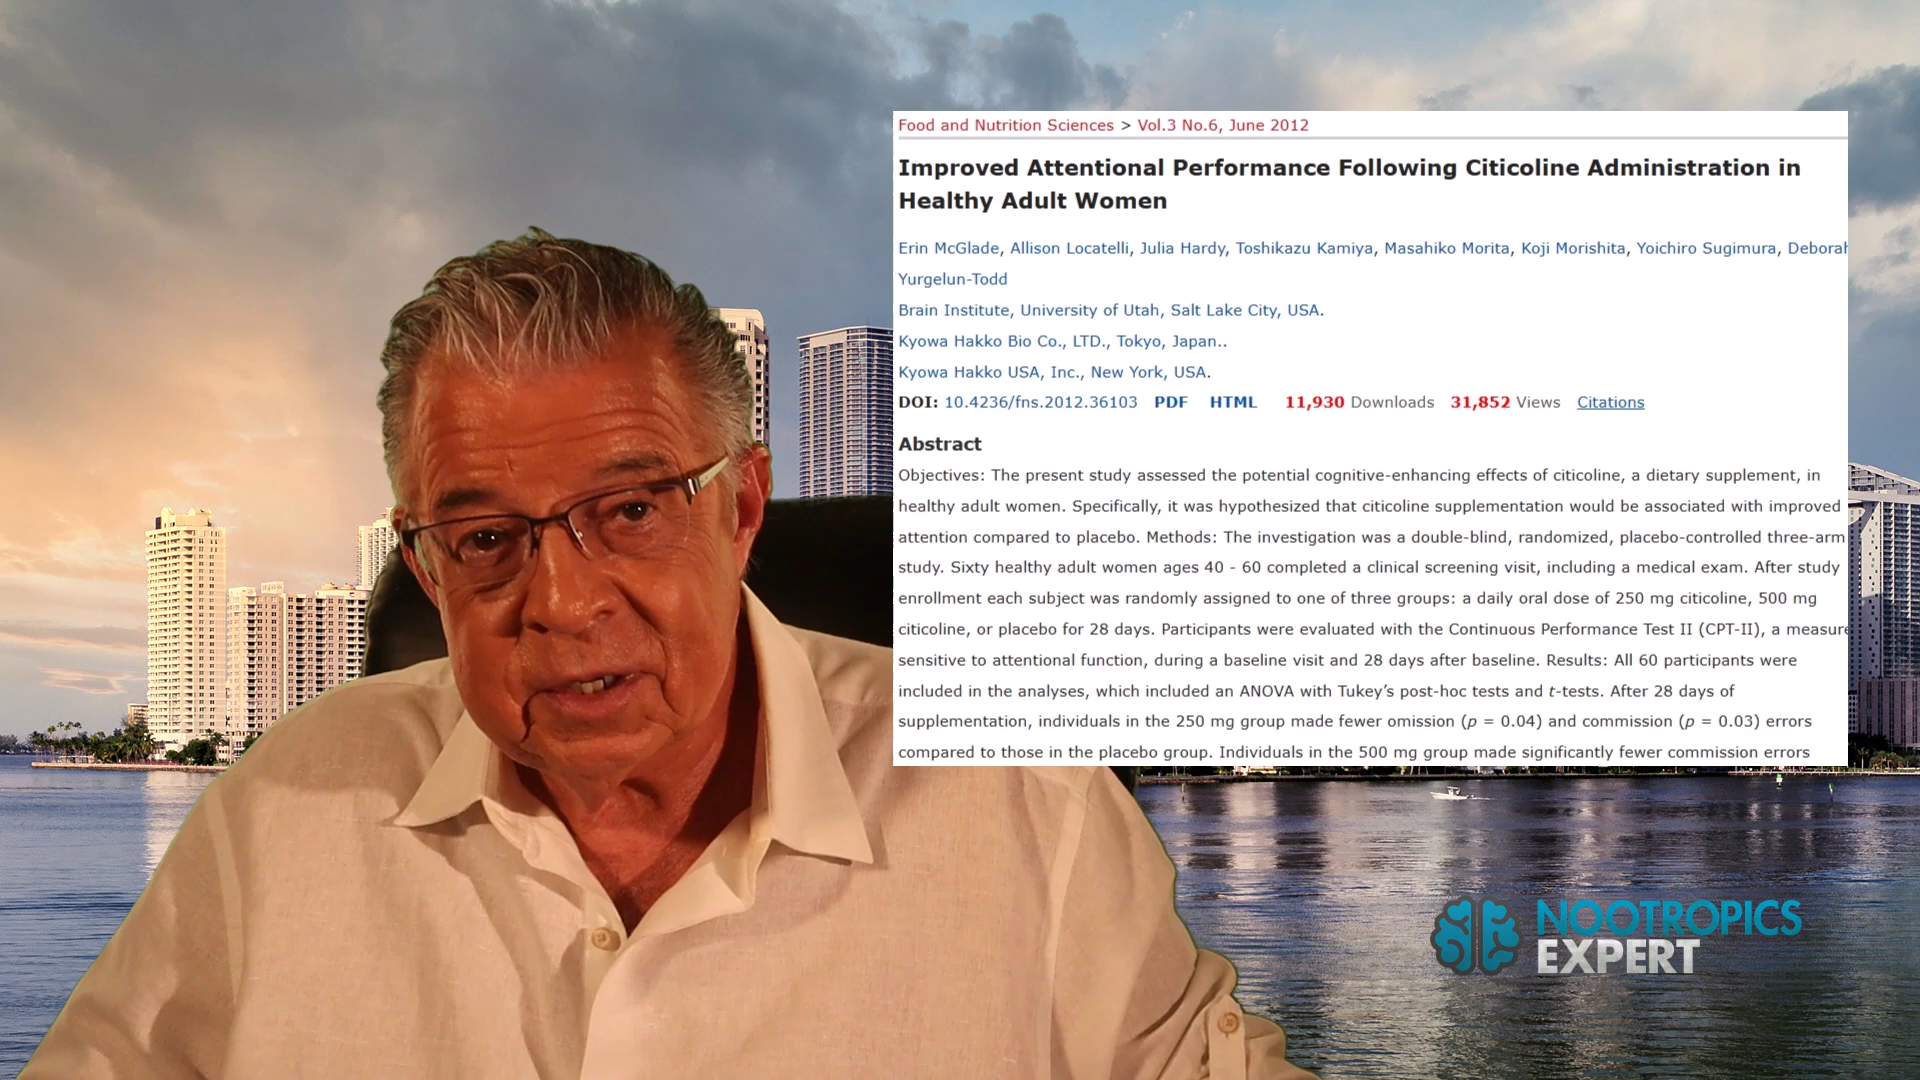 Food and Nutrition Sciences > Vol.3 No.6, June 2012
Improved Attentional Performance Following Citicoline Administration in
Healthy Adult Women
Erin McGlade, Allison Locatelli, Julia Hardy, Toshikazu Kamiya, Masahiko Morita, Koji Morishita, Yoichiro Sugimura, Deborah
Yurgelun-Todd
Brain Institute, University of Utah, Salt Lake City, USA.
Kyowa Hakko Bio Co., LTD., Tokyo, Japan..
Kyowa Hakko USA, Inc., New York, USA.
DOI: 10.4236/fns.2012.36103 PDF HTML 11,930 Downloads 31,852 Views Citations
Abstract
Objectives: The present study assessed the potential cognitive-enhancing effects of citicoline, a dietary supplement, in
healthy adult women. Specifically, it was hypothesized that citicoline supplementation would be associated with improved
attention compared to placebo. Methods: The investigation was a double-blind, randomized, placebo-controlled three-arm
study. Sixty healthy adult women ages 40 - 60 completed a clinical screening visit, including a medical exam. After study
enrollment each subject was randomly assigned to one of three groups: a daily oral dose of 250 mg citicoline, 500 mg
citicoline, or placebo for 28 days. Participants were evaluated with the Continuous Performance Test II (CPT-II), a measure
sensitive to attentional function, during a baseline visit and 28 days after baseline. Results: All 60 participants were
included in the analyses, which included an ANOVA with Tukey’s post-hoc tests and t-tests. After 28 days of
supplementation, individuals in the 250 mg group made fewer omission (p = 0.04) and commission (p = 0.03) errors
compared to those in the placebo group. Individuals in the 500 mg group made significantly fewer commission errors
NOOTROPICS
EXPERT